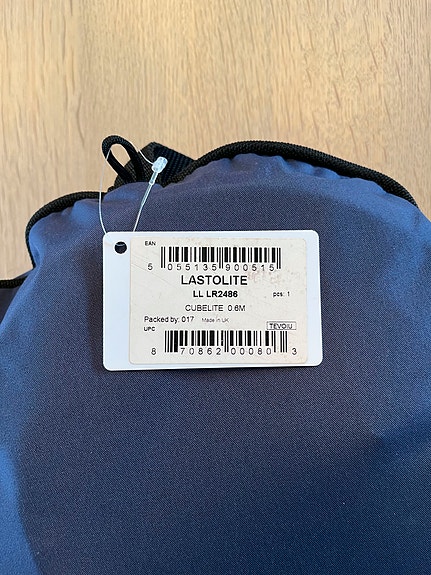 EAN
5 055135 900515
LASTOLITE
LL LR2486 pcs: 1
CUBELITE 0.6M
Packed by: 017 Made in UK
UPC TEVOIU
8 70862 00080 3